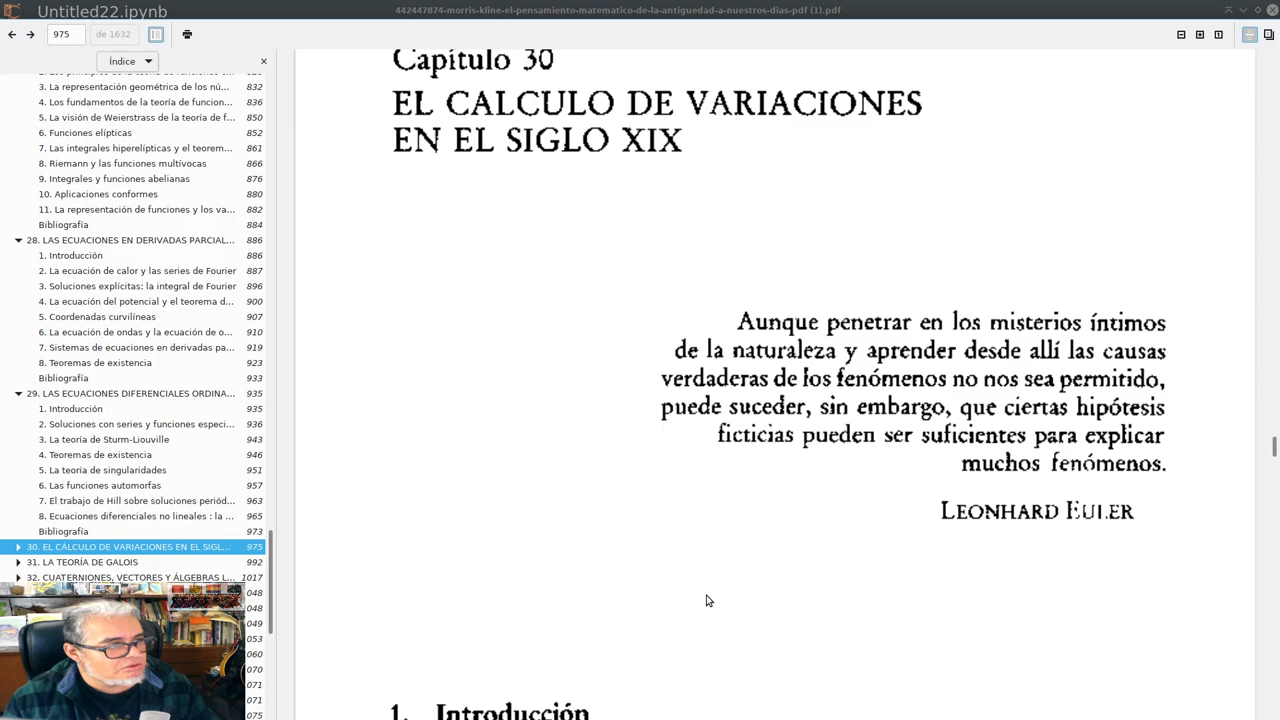 Untitled22.ipynb
442447874-morris-kline-el-pensamiento-matematico-de-la-antiguedad-a-nuestros-dias-pdf (1).pdf
975
de 1632
Índice
3. La representación geométrica de los nú... 832
4. Los fundamentos de la teoría de funcion... 836
5. La visión de Weierstrass de la teoría de f... 850
6. Funciones elípticas 852
7. Las integrales hiperelípticas y el teorem... 861
8. Riemann y las funciones multívocas 866
9. Integrales y funciones abelianas 876
10. Aplicaciones conformes 880
11. La representación de funciones y los va... 882
Bibliografía 884
28. LAS ECUACIONES EN DERIVADAS PARCIAL... 886
1. Introducción 886
2. La ecuación de calor y las series de Fourier 887
3. Soluciones explícitas: la integral de Fourier 896
4. La ecuación del potencial y el teorema d... 900
5. Coordenadas curvilíneas 907
6. La ecuación de ondas y la ecuación de o... 910
7. Sistemas de ecuaciones en derivadas pa... 919
8. Teoremas de existencia 923
Bibliografía 933
29. LAS ECUACIONES DIFERENCIALES ORDINA... 935
1. Introducción 935
2. Soluciones con series y funciones especi... 936
3. La teoría de Sturm-Liouville 943
4. Teoremas de existencia 946
5. La teoría de singularidades 951
6. Las funciones automorfas 957
7. El trabajo de Hill sobre soluciones periód... 963
8. Ecuaciones diferenciales no lineales : la ... 965
Bibliografía 973
30. EL CÁLCULO DE VARIACIONES EN EL SIGL... 975
31. LA TEORÍA DE GALOIS 992
32. CUATERNIONES, VECTORES Y ÁLGEBRAS L... 1017
048
048
053
060
070
071
071
075
Capítulo 30
EL CALCULO DE VARIACIONES
EN EL SIGLO XIX
Aunque penetrar en los misterios íntimos
de la naturaleza y aprender desde allí las causas
verdaderas de los fenómenos no nos sea permitido,
puede suceder, sin embargo, que ciertas hipótesis
ficticias pueden ser suficientes para explicar
muchos fenómenos.
LEONHARD EULER
1. Introducción